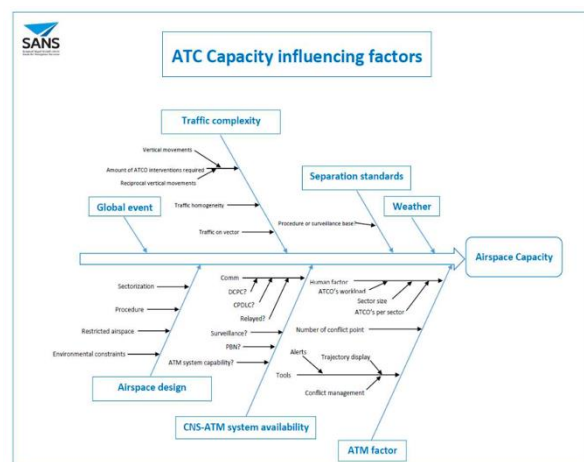 SANS
ATC Capacity influencing factors
Traffic complexity
Vertical movements
Amount of ATCO interventions required
Reciprocal vertical movements
Traffic homogeneity
Traffic on vector
Separation standards
Procedure or surveillance base?
Global event
Weather
Airspace Capacity
Sectorization
Procedure
Restricted airspace
Environmental constraints
Airspace design
Comm
DCPC?
CPDLC?
Relayed?
Surveillance?
PBN?
ATM system capability?
CNS-ATM system availability
Human factor
ATCO's workload
Sector size
ATCO's per sector
Number of conflict point
Alerts
Trajectory display
Tools
Conflict management
ATM factor